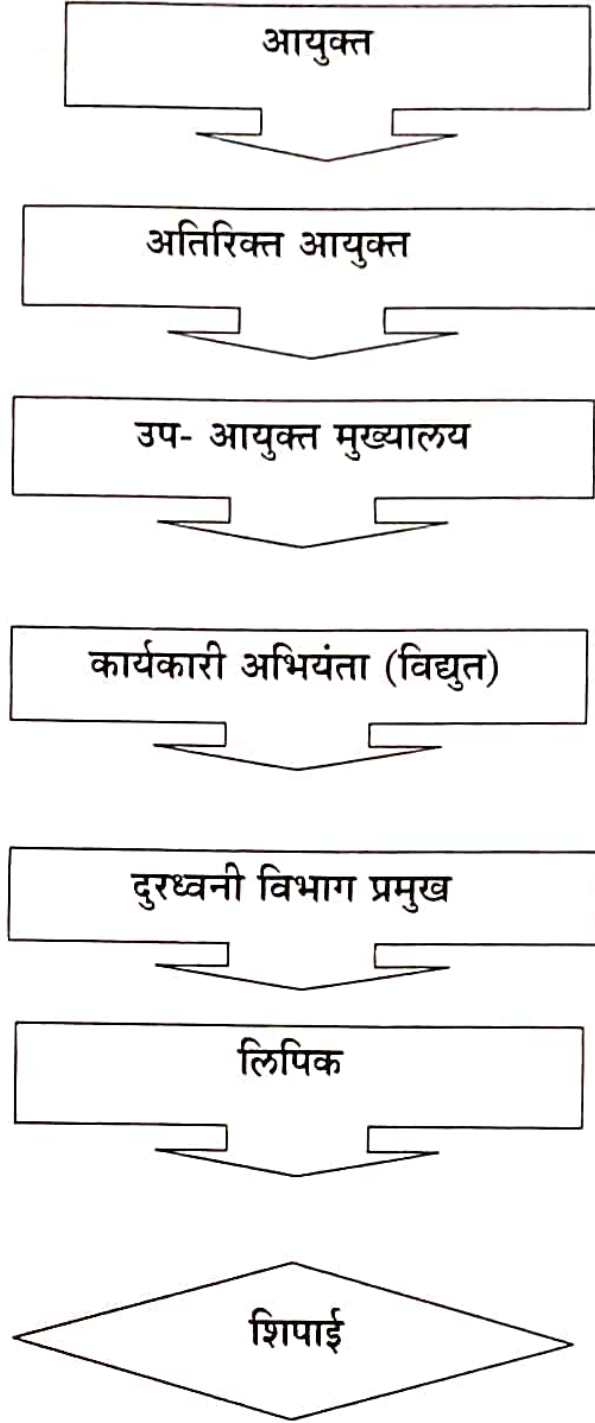 आयुक्त
अतिरिक्त आयुक्त
उप- आयुक्त मुख्यालय
कार्यकारी अभियंता (विद्युत)
दुरध्वनी विभाग प्रमुख
लिपिक
शिपाई